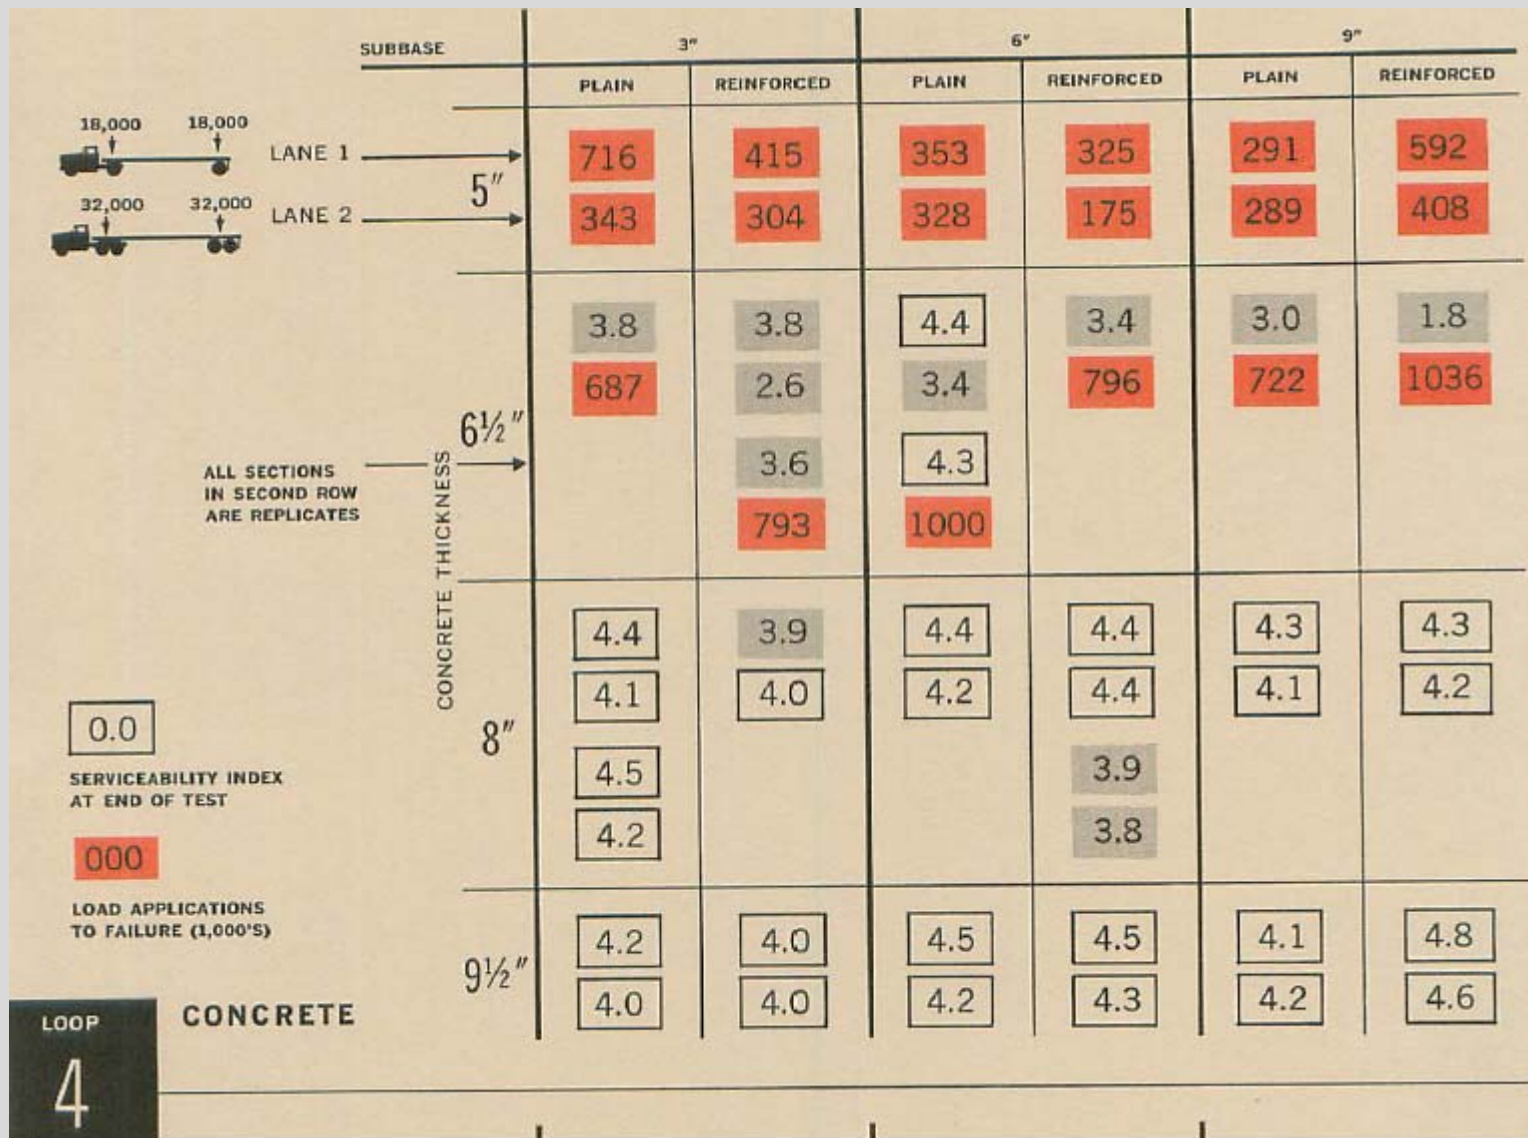 SUBBASE 3" 6" 9"
PLAIN REINFORCED PLAIN REINFORCED PLAIN REINFORCED
18,000 18,000
LANE 1 716 415 353 325 291 592
5"
32,000 32,000
LANE 2 343 304 328 175 289 408
3.8 3.8 4.4 3.4 3.0 1.8
687 2.6 3.4 796 722 1036
6½"
ALL SECTIONS
IN SECOND ROW
ARE REPLICATES
3.6 4.3
793 1000
CONCRETE THICKNESS
4.4 3.9 4.4 4.4 4.3 4.3
4.1 4.0 4.2 4.4 4.1 4.2
8"
4.5 3.9
4.2 3.8
0.0
SERVICEABILITY INDEX
AT END OF TEST
000
LOAD APPLICATIONS
TO FAILURE (1,000'S)
4.2 4.0 4.5 4.5 4.1 4.8
9½"
4.0 4.0 4.2 4.3 4.2 4.6
LOOP
4
CONCRETE